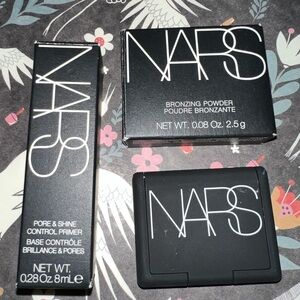 NARS
PORE & SHINE
CONTROL PRIMER
BASE CONTRÔLE
BRILLANCE & PORES
NET WT.
0.28 Oz. 8 mL ℮
NARS
BRONZING POWDER
POUDRE BRONZANTE
NET WT. 0.08 Oz. 2.5 g
NARS